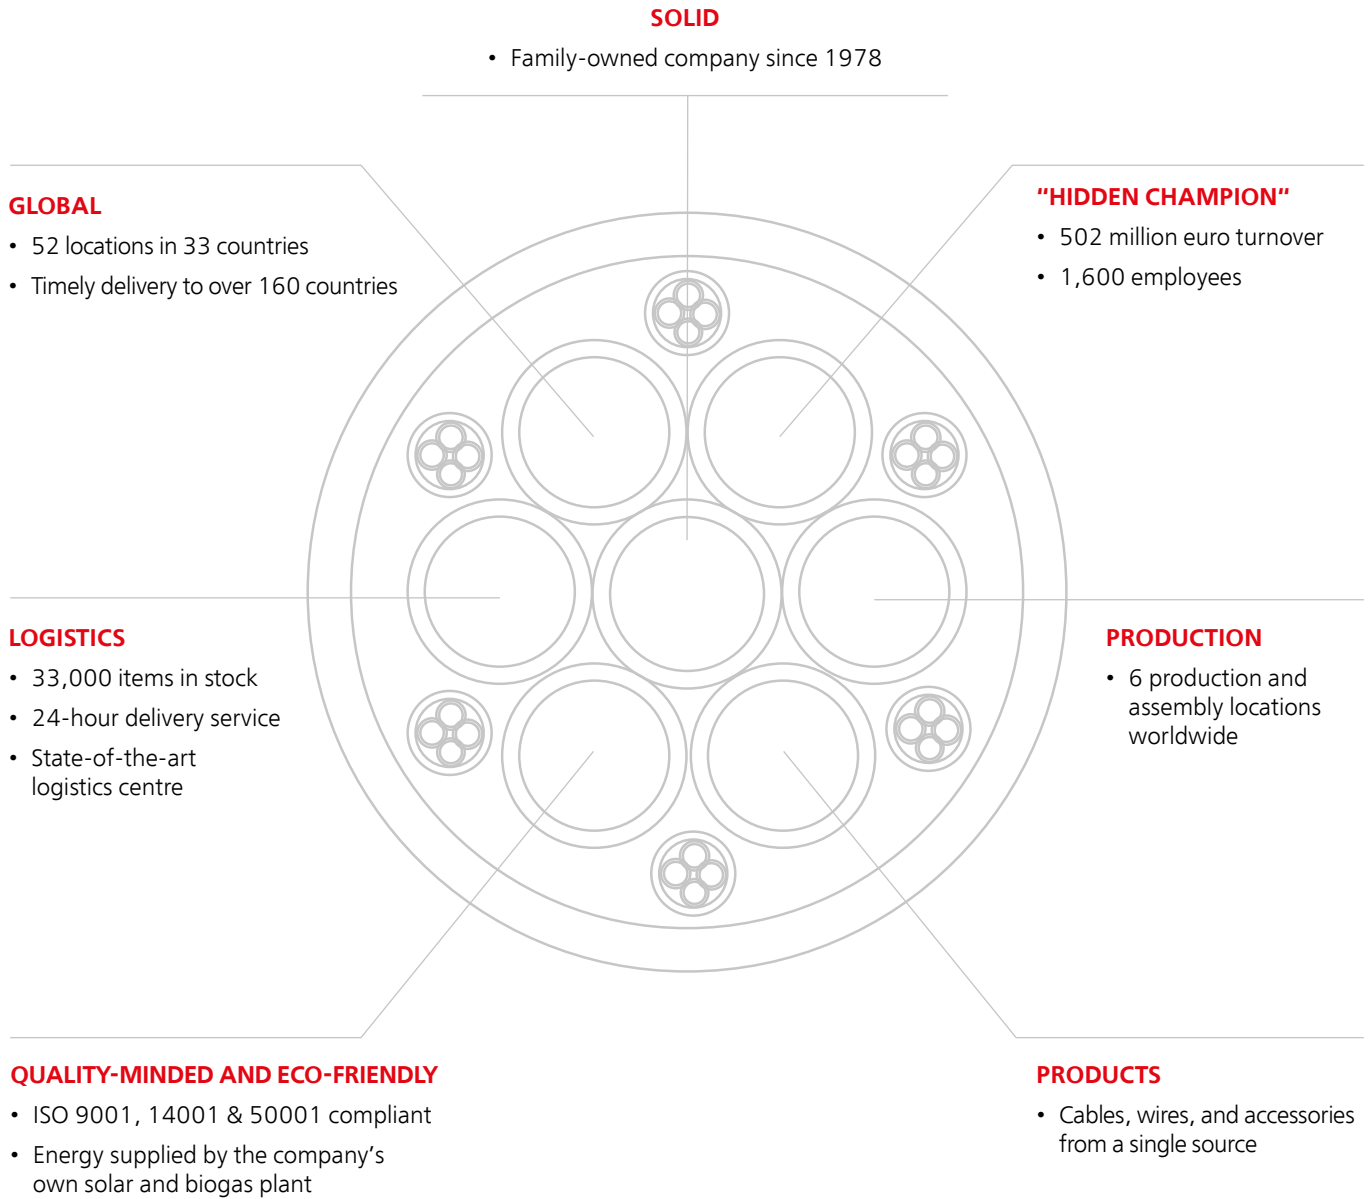 SOLID
• Family-owned company since 1978
GLOBAL
• 52 locations in 33 countries
• Timely delivery to over 160 countries
“HIDDEN CHAMPION“
• 502 million euro turnover
• 1,600 employees
LOGISTICS
• 33,000 items in stock
• 24-hour delivery service
• State-of-the-art
logistics centre
PRODUCTION
• 6 production and
assembly locations
worldwide
QUALITY-MINDED AND ECO-FRIENDLY
• ISO 9001, 14001 & 50001 compliant
• Energy supplied by the company’s
own solar and biogas plant
PRODUCTS
• Cables, wires, and accessories
from a single source